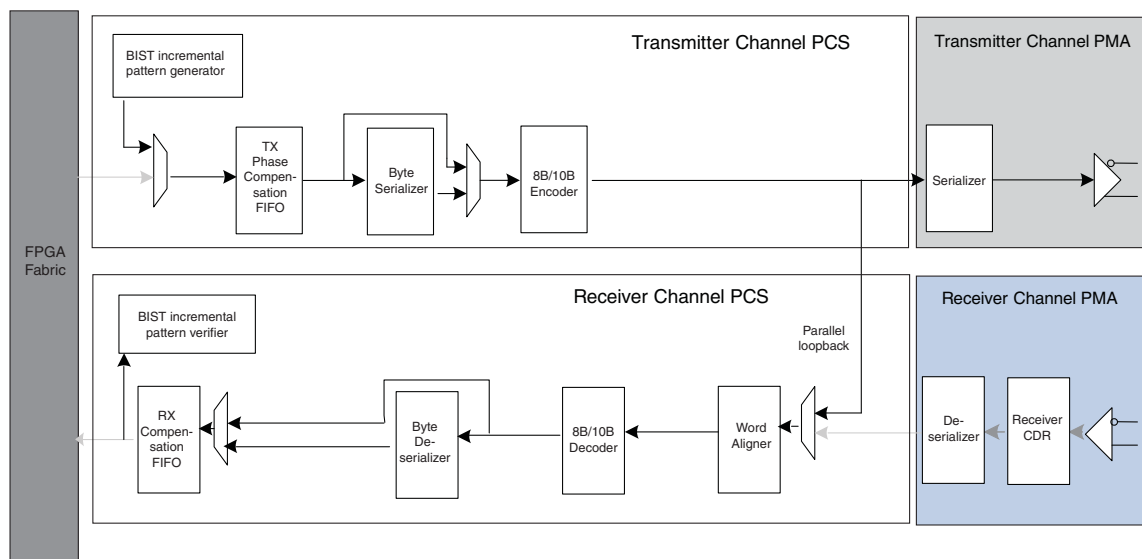 BIST incremental
pattern generator
Transmitter Channel PCS
Transmitter Channel PMA
TX
Phase
Compen-
sation
FIFO
Byte
Serializer
8B/10B
Encoder
Serializer
FPGA
Fabric
Receiver Channel PCS
Receiver Channel PMA
BIST incremental
pattern verifier
Parallel
loopback
RX
Compen-
sation
FIFO
Byte
De-
serializer
8B/10B
Decoder
Word
Aligner
De-
serializer
Receiver
CDR